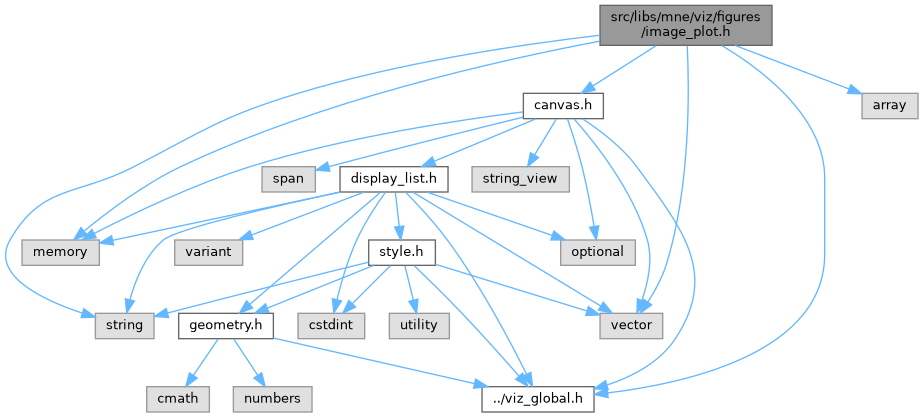 src/libs/mne/viz/figures
/image_plot.h
canvas.h
array
span
display_list.h
string_view
memory
variant
style.h
optional
string
geometry.h
cstdint
utility
vector
cmath
numbers
../viz_global.h